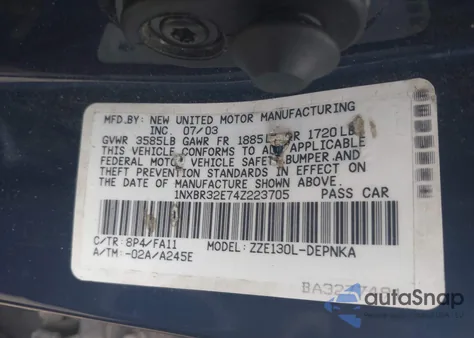 MFD.BY: NEW UNITED MOTOR MANUFACTURING
INC. 07/03
GVWR 3585LB GAWR FR 1885 RR 1720LB
THIS VEHICLE CONFORMS TO ALL APPLICABLE
FEDERAL MOTOR VEHICLE SAFETY, BUMPER, AND
THEFT PREVENTION STANDARDS IN EFFECT ON
THE DATE OF MANUFACTURE SHOWN ABOVE.
1NXBR32E74Z223705 PASS CAR
C/TR: 8P4/FA11 MODEL: ZZE130L-DEPNKA
A/TM: -02A/A245E
autoSnap